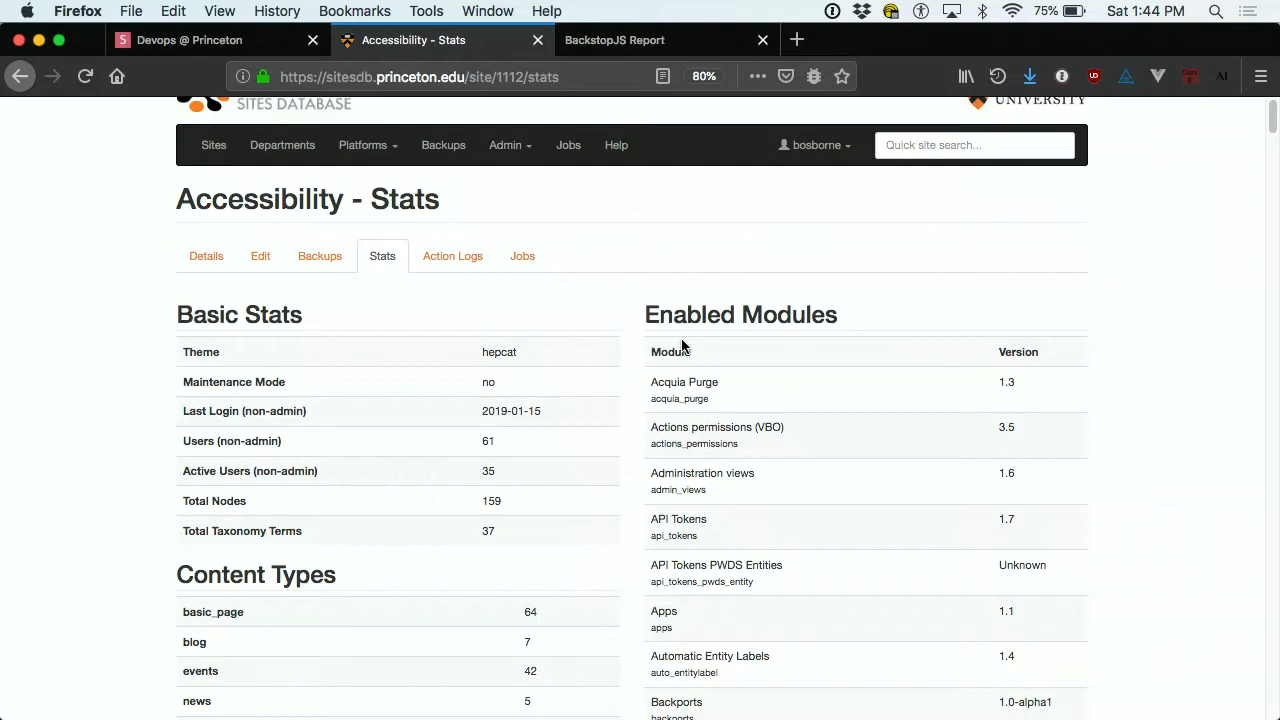 Firefox File Edit View History Bookmarks Tools Window Help 75% Sat 1:44 PM
S Devops @ Princeton Accessibility - Stats BackstopJS Report
https://sitesdb.princeton.edu/site/1112/stats 80%
SITES DATABASE UNIVERSITY
Sites Departments Platforms Backups Admin Jobs Help bosborne Quick site search...
Accessibility - Stats
Details Edit Backups Stats Action Logs Jobs
Basic Stats
Theme hepcat
Maintenance Mode no
Last Login (non-admin) 2019-01-15
Users (non-admin) 61
Active Users (non-admin) 35
Total Nodes 159
Total Taxonomy Terms 37
Content Types
basic_page 64
blog 7
events 42
news 5
Enabled Modules
Module Version
Acquia Purge 1.3
acquia_purge
Actions permissions (VBO) 3.5
actions_permissions
Administration views 1.6
admin_views
API Tokens 1.7
api_tokens
API Tokens PWDS Entities Unknown
api_tokens_pwds_entity
Apps 1.1
apps
Automatic Entity Labels 1.4
auto_entitylabel
Backports 1.0-alpha1
backports